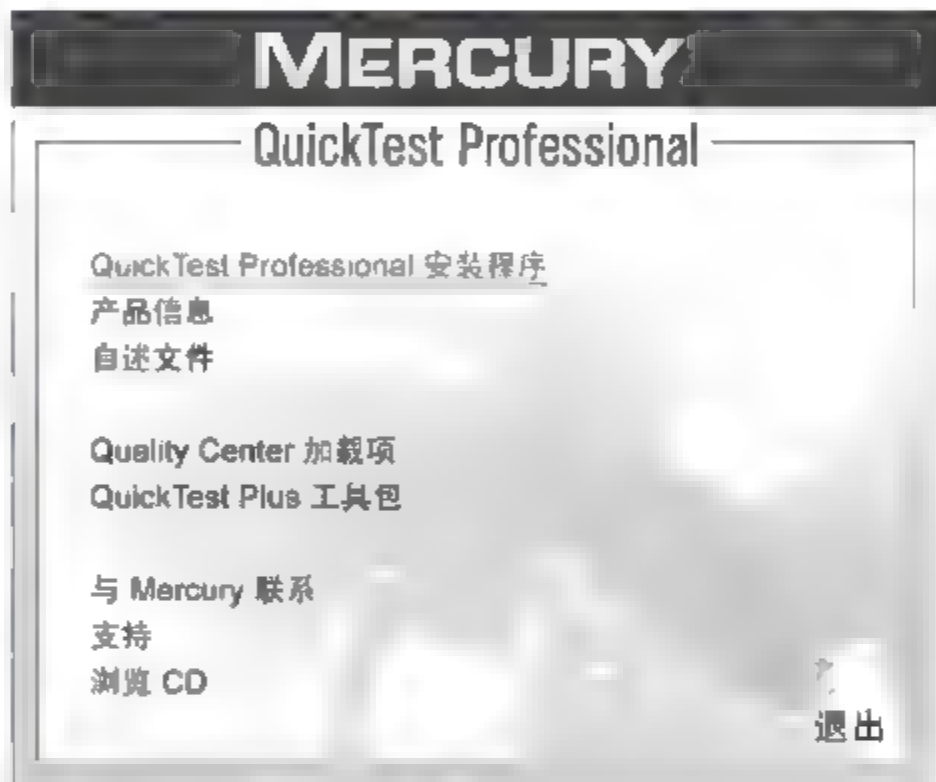 MERCURY
QuickTest Professional
QuickTest Professional 安装程序
产品信息
自述文件
Quality Center 加载项
QuickTest Plus 工具包
与 Mercury 联系
支持
浏览 CD
退出